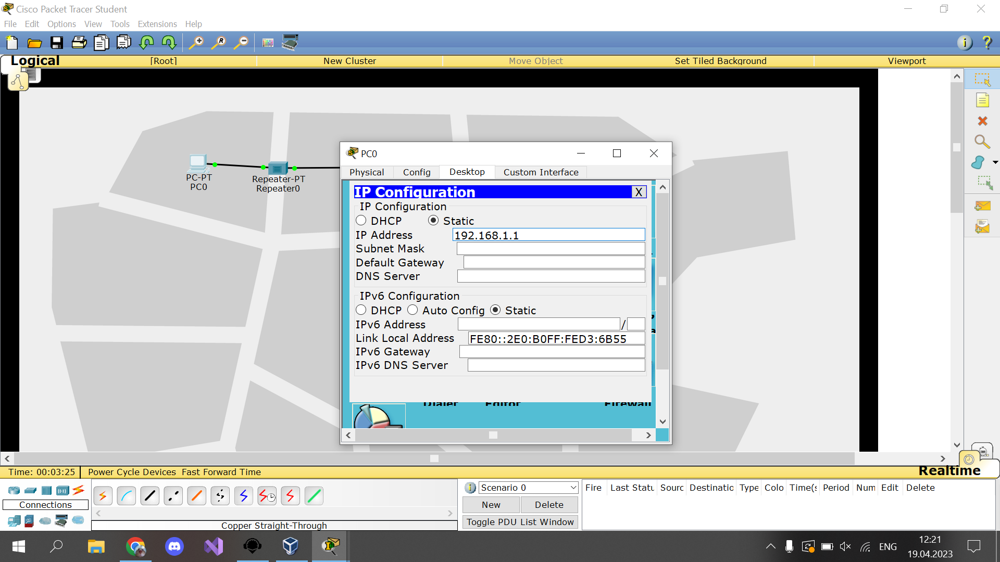 Cisco Packet Tracer Student
File Edit Options View Tools Extensions Help
Logical [Root] New Cluster Move Object Set Tiled Background Viewport
PC0
Physical Config Desktop Custom Interface
IP Configuration X
IP Configuration
DHCP Static
IP Address 192.168.1.1
Subnet Mask
Default Gateway
DNS Server
IPv6 Configuration
DHCP Auto Config Static
IPv6 Address /
Link Local Address FE80::2E0:B0FF:FED3:6B55
IPv6 Gateway
IPv6 DNS Server
Dialer Editor Firewall
PC-PT
PC0
Repeater-PT
Repeater0
Time: 00:03:25 Power Cycle Devices Fast Forward Time Realtime
Connections
Copper Straight-Through
Scenario 0
New Delete
Toggle PDU List Window
Fire Last Statu Sourc Destinatio Type Colo Time(s Period Num Edit Delete
ENG
12:21
19.04.2023